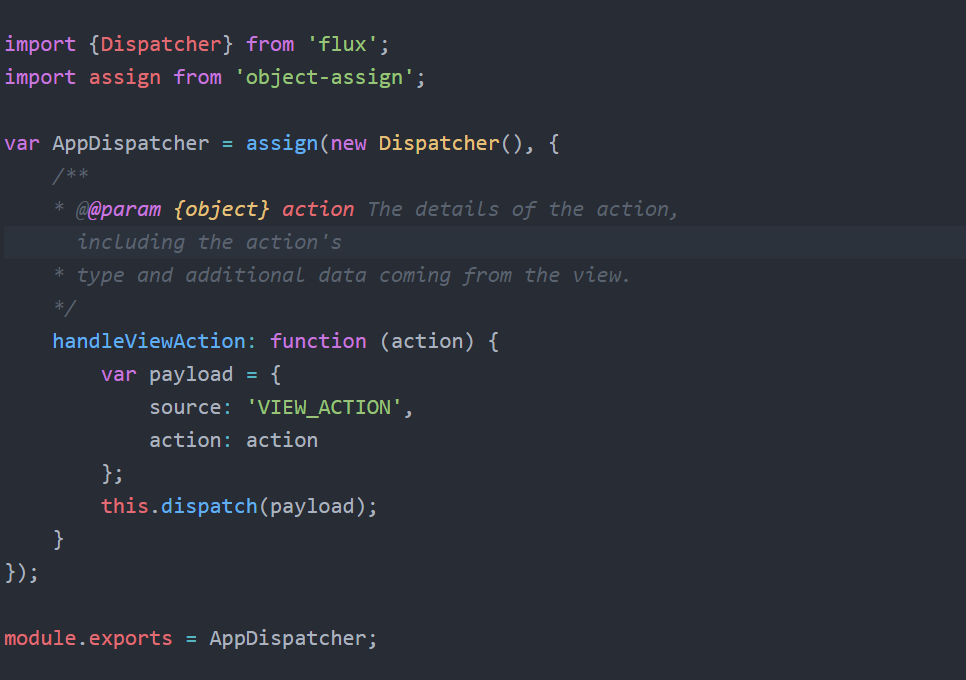 import {Dispatcher} from 'flux';
import assign from 'object-assign';

var AppDispatcher = assign(new Dispatcher(), {
    /**
    * @@param {object} action The details of the action,
      including the action's
    * type and additional data coming from the view.
    */
    handleViewAction: function (action) {
        var payload = {
            source: 'VIEW_ACTION',
            action: action
        };
        this.dispatch(payload);
    }
});

module.exports = AppDispatcher;